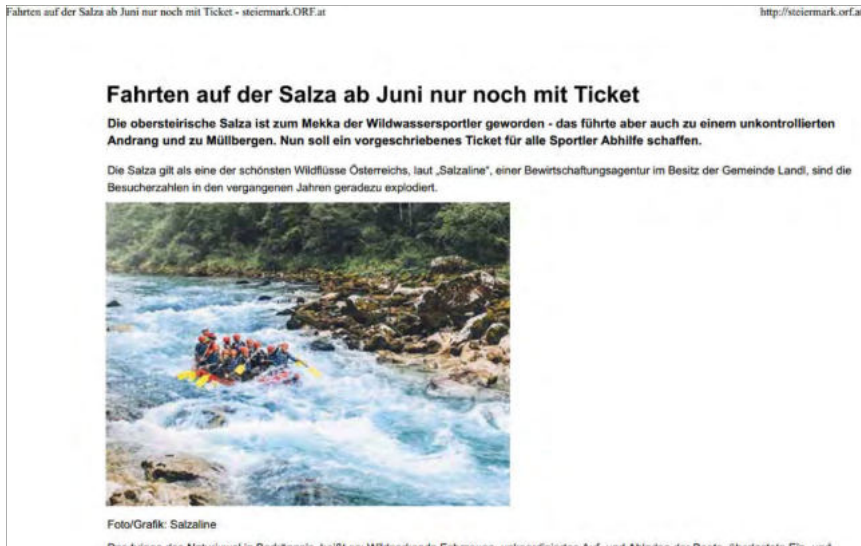 Fahrten auf der Salza ab Juni nur noch mit Ticket - steiermark.ORF.at
http://steiermark.orf.a
Fahrten auf der Salza ab Juni nur noch mit Ticket
Die obersteirische Salza ist zum Mekka der Wildwassersportler geworden - das führte aber auch zu einem unkontrollierten
Andrang und zu Müllbergen. Nun soll ein vorgeschriebenes Ticket für alle Sportler Abhilfe schaffen.
Die Salza gilt als eine der schönsten Wildflüsse Österreichs, laut „Salzaline“, einer Bewirtschaftungsagentur im Besitz der Gemeinde Landl, sind die
Besucherzahlen in den vergangenen Jahren geradezu explodiert.
Foto/Grafik: Salzaline